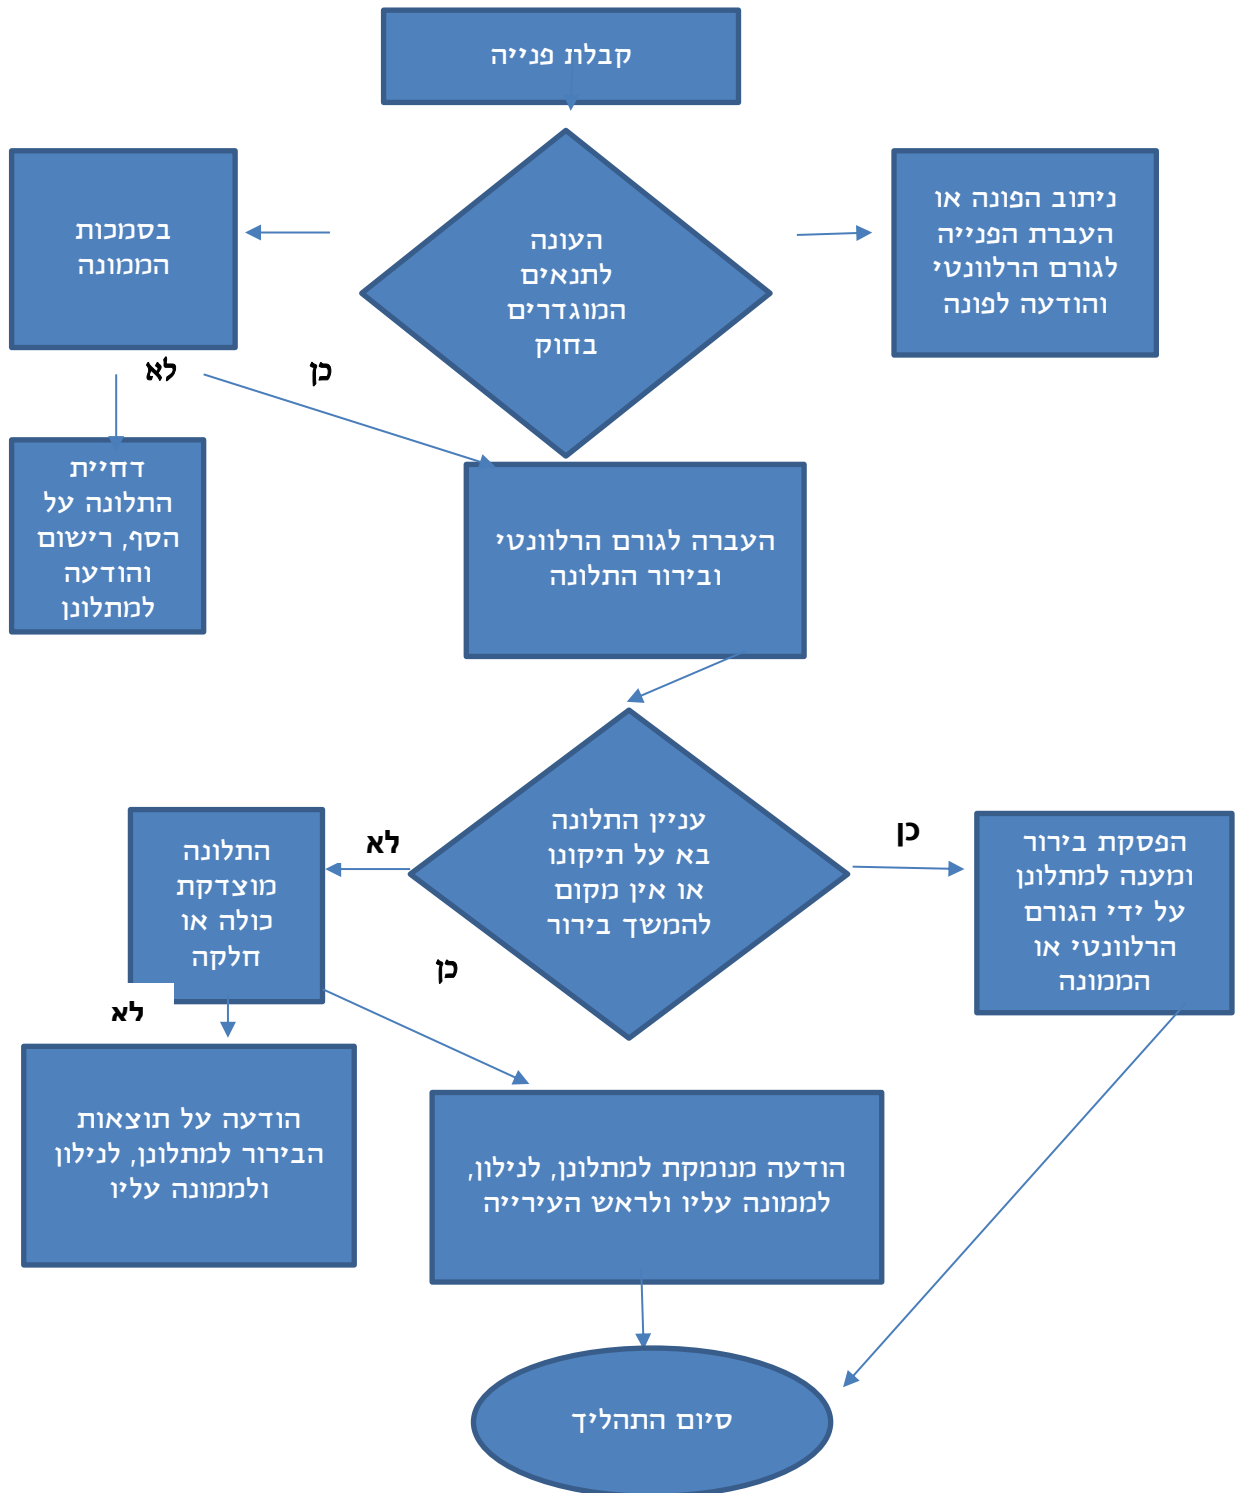 קבלת פנייה
ניתוב הפונה או
העברת הפנייה
לגורם הרלוונטי
והודעה לפונה
העונה
לתנאים
המוגדרים
בחוק
בסמכות
הממונה
כן
לא
דחיית
התלונה על
הסף, רישום
והודעה
למתלונן
העברה לגורם הרלוונטי
ובירור התלונה
עניין התלונה
בא על תיקונו
או אין מקום
להמשך בירור
כן
הפסקת בירור
ומענה למתלונן
על ידי הגורם
הרלוונטי או
הממונה
לא
התלונה
מוצדקת
כולה או
חלקה
כן
לא
הודעה על תוצאות
הבירור למתלונן, לנילון
ולממונה עליו
הודעה מנומקת למתלונן, לנילון,
לממונה עליו ולראש העירייה
סיום התהליך